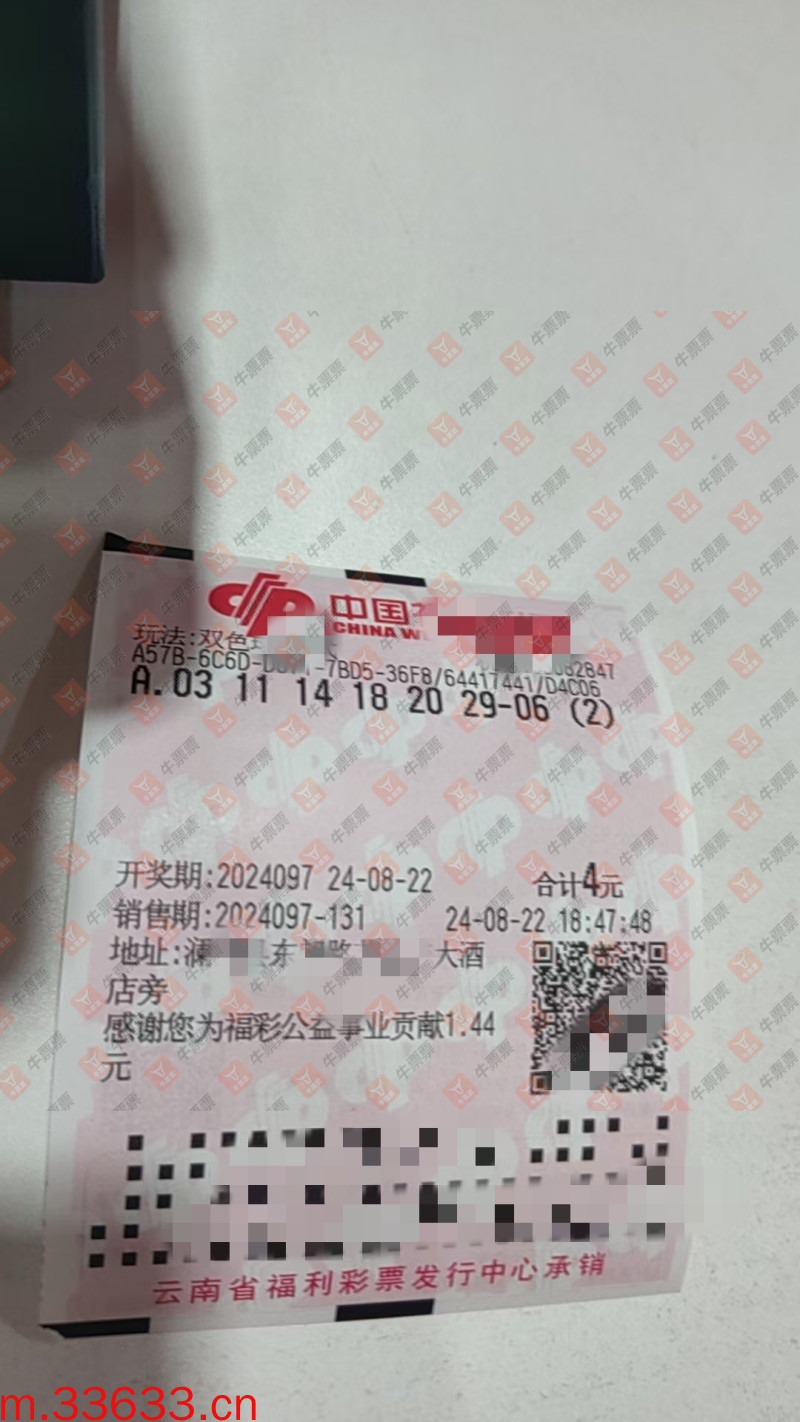 中国
CHINA W
玩法:双色
A57B-6C6D- -7BD5-36F8/64417441/D4C06
A.03 11 14 18 20 29-06 (2)
开奖期:2024097 24-08-22 合计4元
销售期:2024097-131 24-08-22 18:47:48
地址:澜 县东 大酒
店旁
感谢您为福彩公益事业贡献1.44
元
云南省福利彩票发行中心承销
牛票票
m.33633.cn